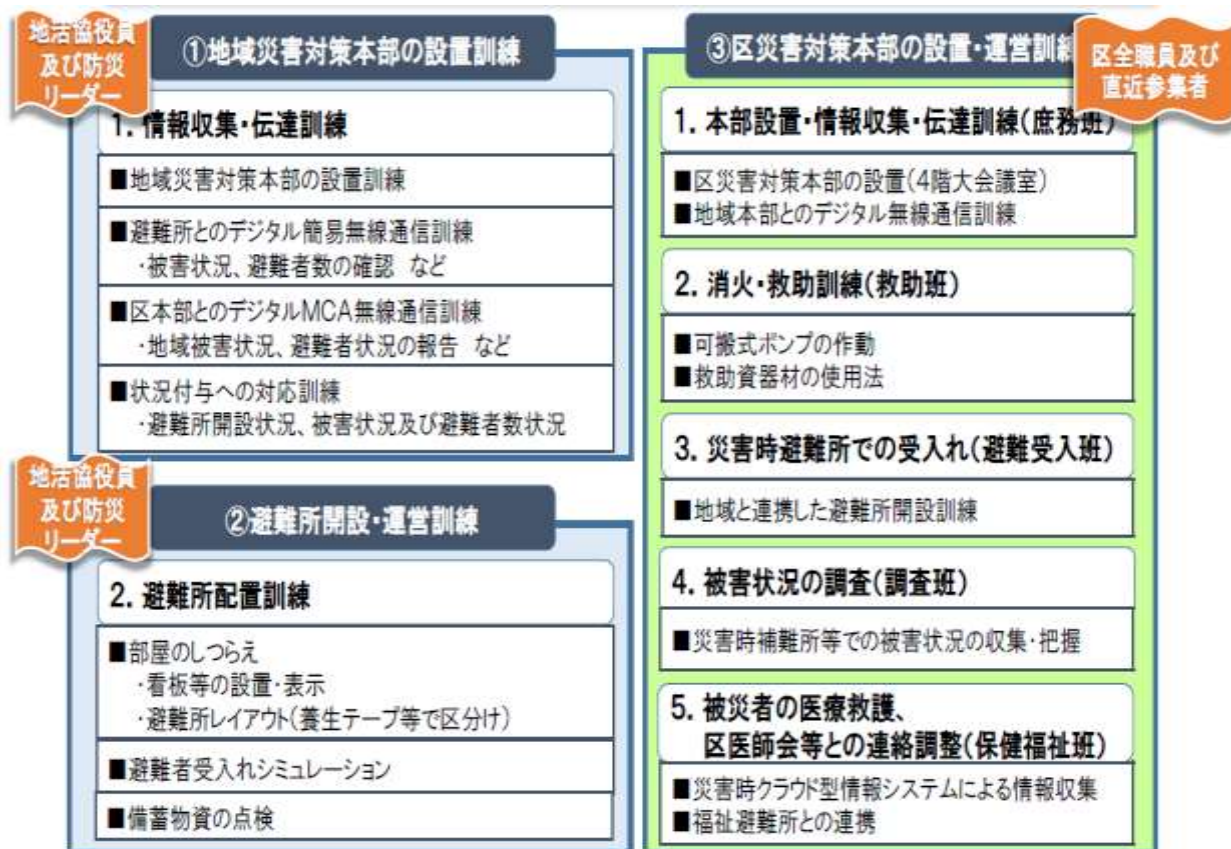 地活協役員
及び防災
リーダー
①地域災害対策本部の設置訓練
1. 情報収集・伝達訓練
■地域災害対策本部の設置訓練
■避難所とのデジタル簡易無線通信訓練
・被害状況、避難者数の確認 など
■区本部とのデジタルMCA無線通信訓練
・地域被害状況、避難者状況の報告 など
■状況付与への対応訓練
・避難所開設状況、被害状況及び避難者数状況
地活協役員
及び防災
リーダー
②避難所開設・運営訓練
2. 避難所配置訓練
■部屋のしつらえ
・看板等の設置・表示
・避難所レイアウト(養生テープ等で区分け)
■避難者受入れシミュレーション
■備蓄物資の点検
③区災害対策本部の設置・運営訓練
区全職員及び
直近参集者
1. 本部設置・情報収集・伝達訓練(庶務班)
■区災害対策本部の設置(4階大会議室)
■地域本部とのデジタル無線通信訓練
2. 消火・救助訓練(救助班)
■可搬式ポンプの作動
■救助資器材の使用法
3. 災害時避難所での受入れ(避難受入班)
■地域と連携した避難所開設訓練
4. 被害状況の調査(調査班)
■災害時補難所等での被害状況の収集・把握
5. 被災者の医療救護、
区医師会等との連絡調整(保健福祉班)
■災害時クラウド型情報システムによる情報収集
■福祉避難所との連携